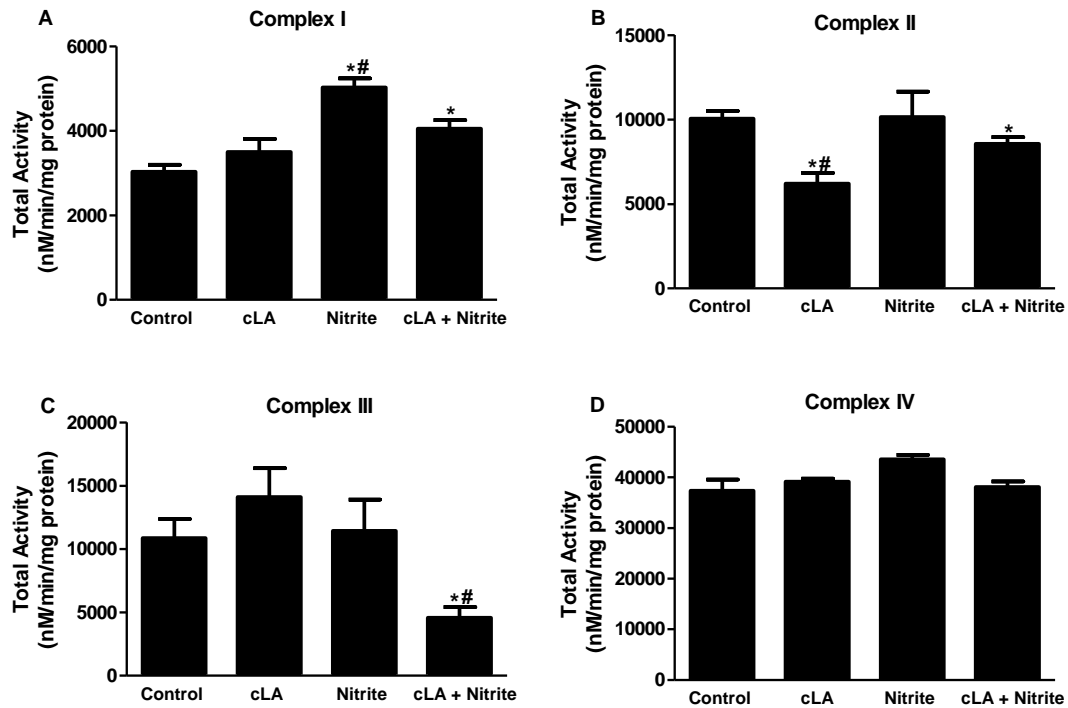 A
Complex I
Total Activity
(nM/min/mg protein)
6000
4000
2000
0
*#
*
Control cLA Nitrite cLA + Nitrite
B
Complex II
Total Activity
(nM/min/mg protein)
15000
10000
5000
0
*#
*
Control cLA Nitrite cLA + Nitrite
C
Complex III
Total Activity
(nM/min/mg protein)
20000
15000
10000
5000
0
*#
Control cLA Nitrite cLA + Nitrite
D
Complex IV
Total Activity
(nM/min/mg protein)
50000
40000
30000
20000
10000
0
Control cLA Nitrite cLA + Nitrite